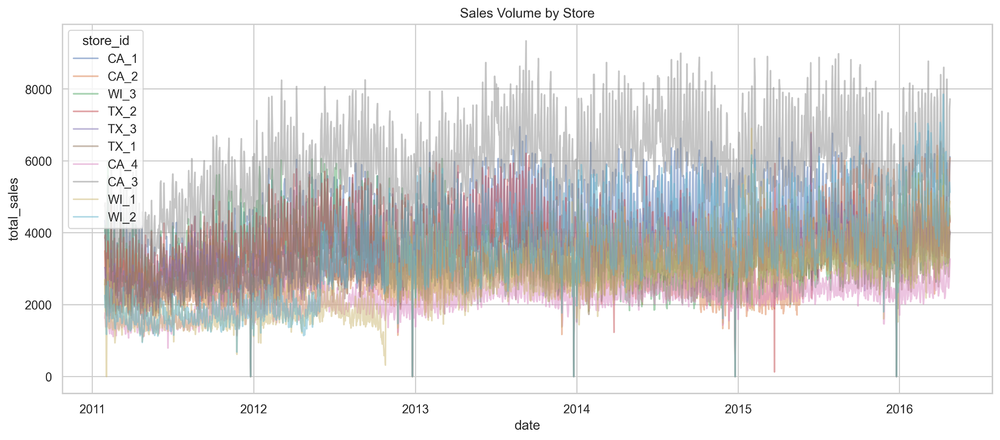 Sales Volume by Store
store_id
CA_1
CA_2
WI_3
TX_2
TX_3
TX_1
CA_4
CA_3
WI_1
WI_2
total_sales
8000
6000
4000
2000
0
2011 2012 2013 2014 2015 2016
date